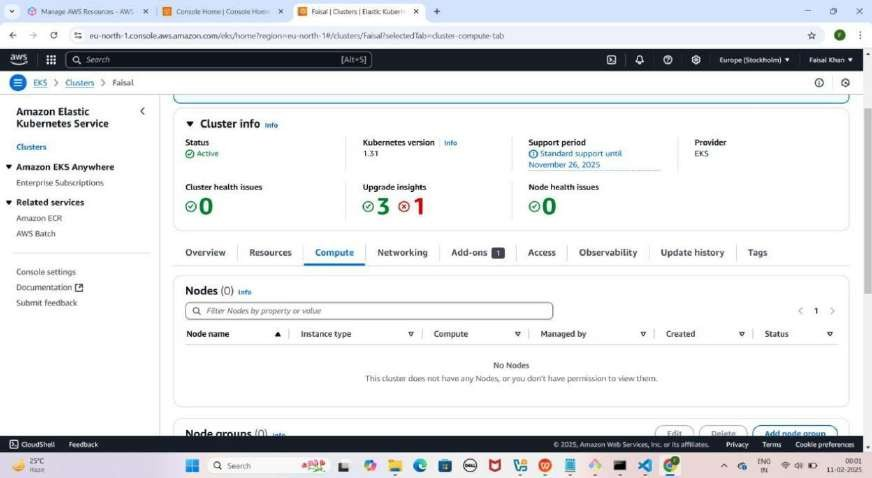 Manage AWS Resources - AWS
Console Home | Console Home
Faisal | Clusters | Elastic Kubern
eu-north-1.console.aws.amazon.com/eks/home?region=eu-north-1#/clusters/Faisal?selectedTab=cluster-compute-tab
aws
Search
[Alt+S]
Europe (Stockholm)
Faisal Khan
EKS
Clusters
Faisal
Amazon Elastic
Kubernetes Service
Clusters
Amazon EKS Anywhere
Enterprise Subscriptions
Related services
Amazon ECR
AWS Batch
Console settings
Documentation
Submit feedback
Cluster info Info
Status
Active
Kubernetes version Info
1.31
Support period
Standard support until
November 26, 2025
Provider
EKS
Cluster health issues
0
Upgrade insights
3 1
Node health issues
0
Overview Resources Compute Networking Add-ons 1 Access Observability Update history Tags
Nodes (0) Info
Filter Nodes by property or value
1
Node name Instance type Compute Managed by Created Status
No Nodes
This cluster does not have any Nodes, or you don't have permission to view them.
Node groups (0) Info
Edit Delete Add node group
CloudShell Feedback
© 2025, Amazon Web Services, Inc. or its affiliates. Privacy Terms Cookie preferences
25°C
Haze
Search
DELL
ENG
IN
00:01
11-02-2025